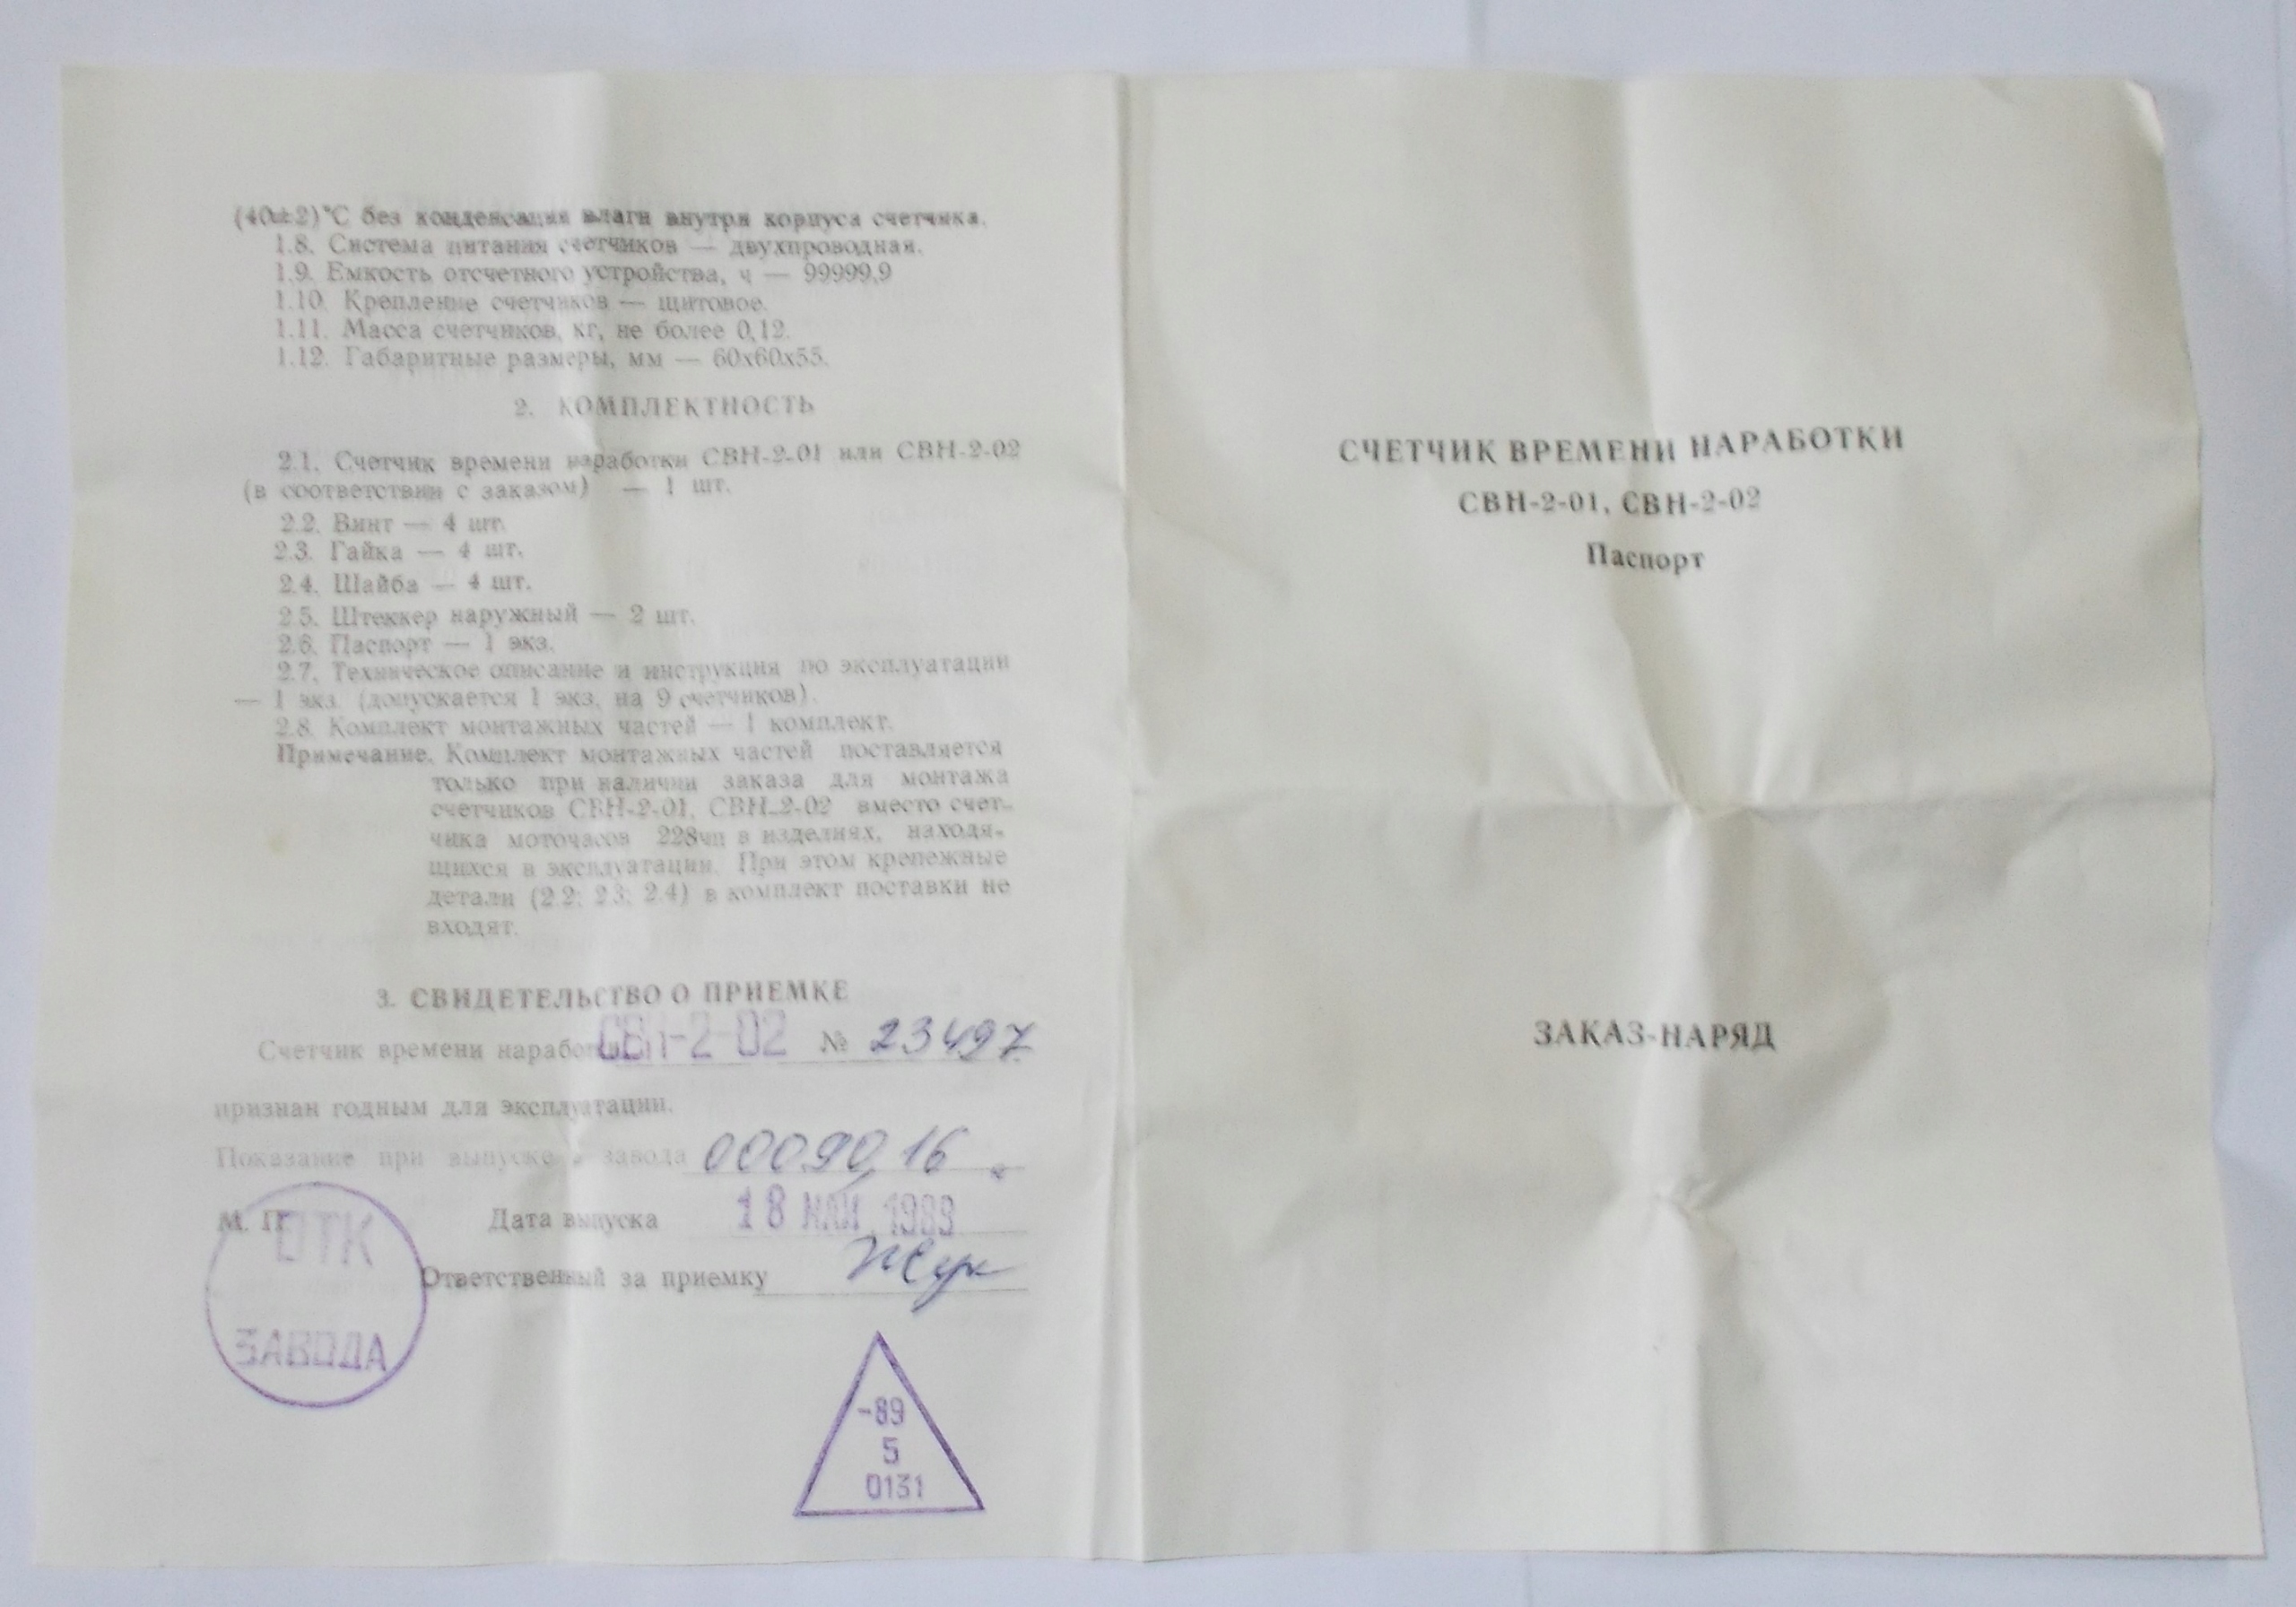 (40±2)°С без конденсации влаги внутри корпуса счетчика.
1.8. Система питания счетчиков — двухпроводная.
1.9. Емкость отсчетного устройства, ч — 99999,9
1.10. Крепление счетчиков — щитовое.
1.11. Масса счетчиков, кг, не более 0,12.
1.12. Габаритные размеры, мм — 60х60х55.
2. КОМПЛЕКТНОСТЬ
2.1. Счетчик времени наработки СВН-2-01 или СВН-2-02
(в соответствии с заказом) — 1 шт.
2.2. Винт — 4 шт.
2.3. Гайка — 4 шт.
2.4. Шайба — 4 шт.
2.5. Штеккер наружный — 2 шт.
2.6. Паспорт — 1 экз.
2.7. Техническое описание и инструкция по эксплуатации
— 1 экз. (допускается 1 экз. на 9 счетчиков).
2.8. Комплект монтажных частей — 1 комплект.
Примечание. Комплект монтажных частей поставляется
только при наличии заказа для монтажа
счетчиков СВН-2-01, СВН-2-02 вместо счет-
чика моточасов 228чп в изделиях, находя-
щихся в эксплуатации. При этом крепежные
детали (2.2; 2.3; 2.4) в комплект поставки не
входят.
3. СВИДЕТЕЛЬСТВО О ПРИЕМКЕ
Счетчик времени наработки СВН-2-02 № 23497
признан годным для эксплуатации.
Показание при выпуске с завода 00090,16
М. П. Дата выпуска 18 МАЙ 1989
Ответственный за приемку Жук
ОТК
ЗАВОДА
-89
5
0131
СЧЕТЧИК ВРЕМЕНИ НАРАБОТКИ
СВН-2-01, СВН-2-02
Паспорт
ЗАКАЗ-НАРЯД